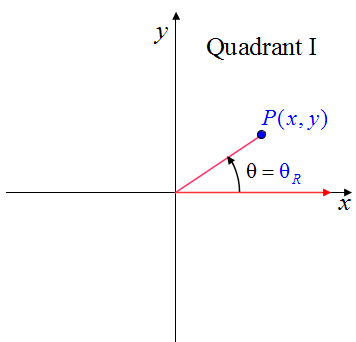 y
Quadrant I
P(x, y)
θ = θ_R
x